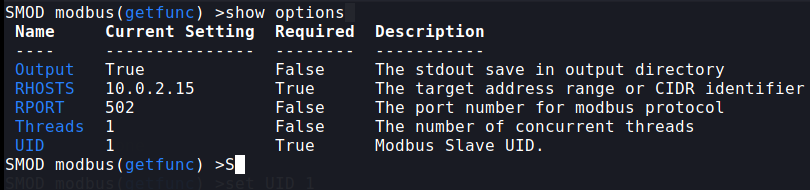 SMOD modbus(getfunc) >show options
Name Current Setting Required Description
---- --------------- -------- -----------
Output True False The stdout save in output directory
RHOSTS 10.0.2.15 True The target address range or CIDR identifier
RPORT 502 False The port number for modbus protocol
Threads 1 False The number of concurrent threads
UID 1 True Modbus Slave UID.
SMOD modbus(getfunc) >S
SMOD modbus(getfunc) >set UID 1